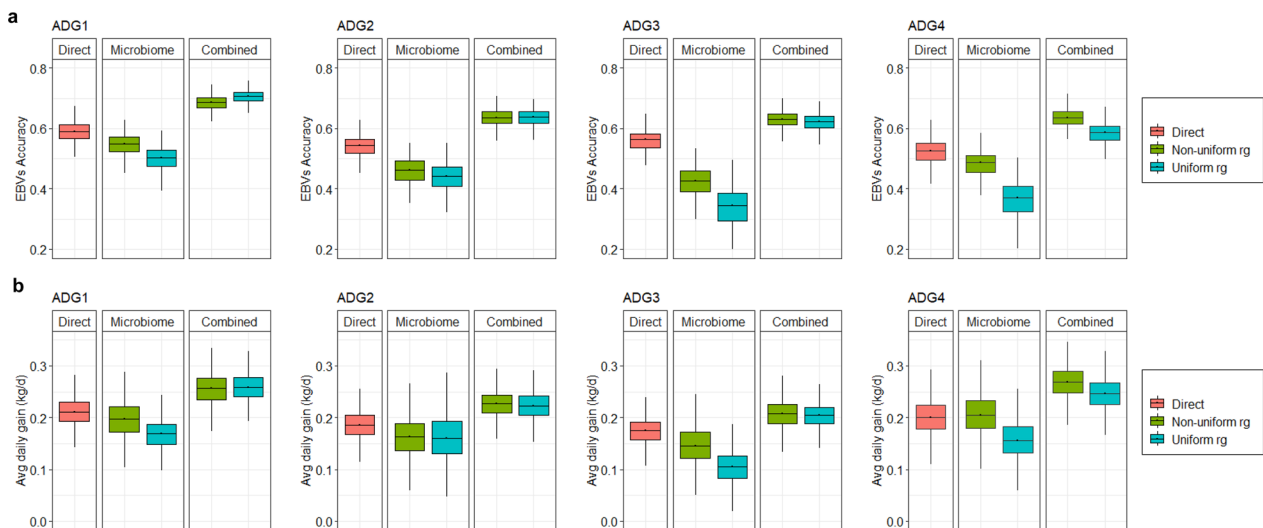 a
ADG1
ADG2
ADG3
ADG4
Direct
Microbiome
Combined
Direct
Microbiome
Combined
Direct
Microbiome
Combined
Direct
Microbiome
Combined
EBVs Accuracy
0.8
0.6
0.4
0.2
EBVs Accuracy
0.8
0.6
0.4
0.2
EBVs Accuracy
0.8
0.6
0.4
0.2
EBVs Accuracy
0.8
0.6
0.4
0.2
Direct
Non-uniform rg
Uniform rg
b
ADG1
ADG2
ADG3
ADG4
Direct
Microbiome
Combined
Direct
Microbiome
Combined
Direct
Microbiome
Combined
Direct
Microbiome
Combined
Avg daily gain (kg/d)
0.3
0.2
0.1
0.0
Avg daily gain (kg/d)
0.3
0.2
0.1
0.0
Avg daily gain (kg/d)
0.3
0.2
0.1
0.0
Avg daily gain (kg/d)
0.3
0.2
0.1
0.0
Direct
Non-uniform rg
Uniform rg